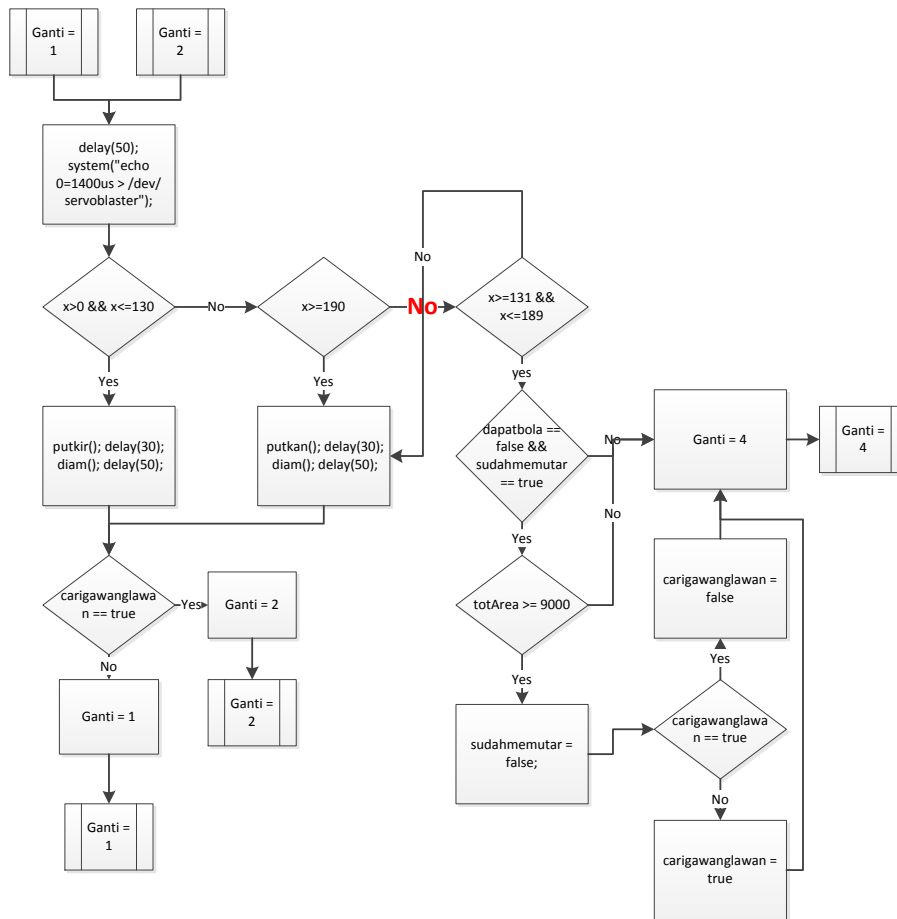 Ganti =
1
Ganti =
2
delay(50);
system("echo
0=1400us > /dev/
servoblaster");
x>0 && x<=130
No
x>=190
No
x>=131 &&
x<=189
No
Yes
Yes
yes
putkir(); delay(30);
diam(); delay(50);
putkan(); delay(30);
diam(); delay(50);
dapatbola ==
false &&
sudahmemutar
== true
No
Ganti = 4
Ganti =
4
No
Yes
carigawanglawa
n == true
Yes
Ganti = 2
totArea >= 9000
carigawanglawan =
false
No
Yes
Yes
Ganti = 1
Ganti =
2
sudahmemutar =
false;
carigawanglawa
n == true
No
Ganti =
1
carigawanglawan =
true